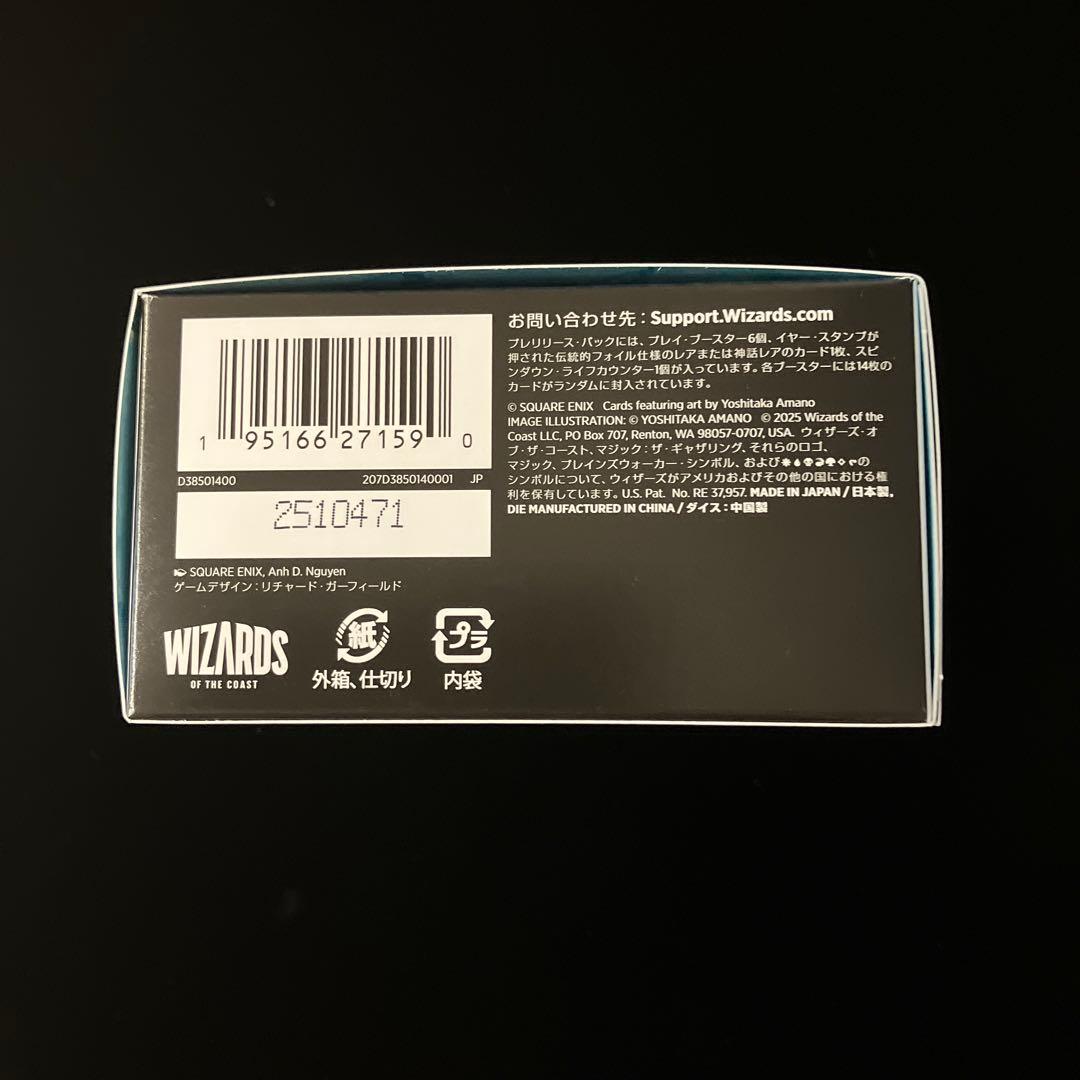 1 95166 27159 0
D38501400 207D3850140001 JP
2510471
SQUARE ENIX, Anh D. Nguyen
ゲームデザイン：リチャード・ガーフィールド
WIZARDS
OF THE COAST
紙
外箱、仕切り
プラ
内袋
お問い合わせ先：Support.Wizards.com
プレリリース・パックには、プレイ・ブースター6個、イヤー・スタンプが
押された伝統的フォイル仕様のレアまたは神話レアのカード1枚、スピ
ンダウン・ライフカウンター1個が入っています。各ブースターには14枚の
カードがランダムに封入されています。
© SQUARE ENIX Cards featuring art by Yoshitaka Amano
IMAGE ILLUSTRATION: © YOSHITAKA AMANO © 2025 Wizards of the
Coast LLC, PO Box 707, Renton, WA 98057-0707, USA. ウィザーズ・オ
ブ・ザ・コースト、マジック：ザ・ギャザリング、それらのロゴ、
マジック、プレインズウォーカー・シンボル、およびの
シンボルについて、ウィザーズがアメリカおよびその他の国における権
利を保有しています。U.S. Pat. No. RE 37,957. MADE IN JAPAN / 日本製。
DIE MANUFACTURED IN CHINA / ダイス：中国製